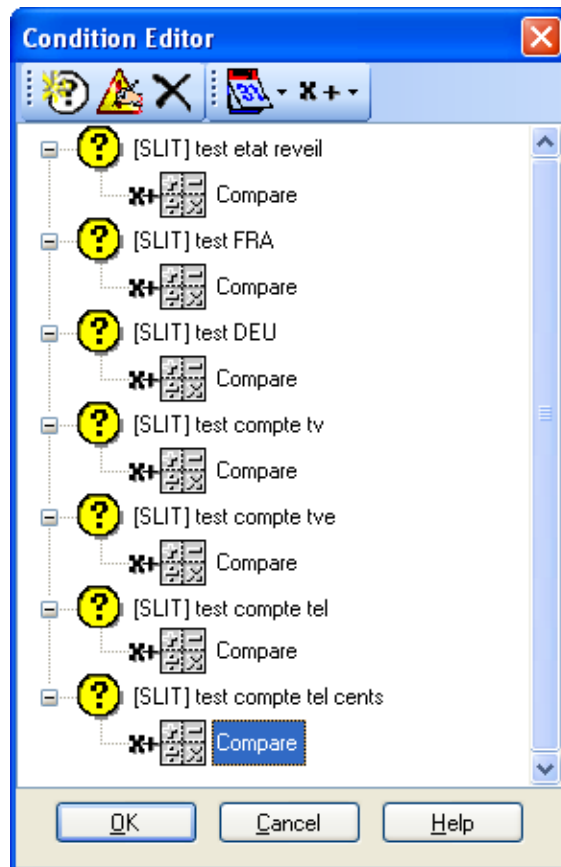 Condition Editor
[SLIT] test etat reveil
Compare
[SLIT] test FRA
Compare
[SLIT] test DEU
Compare
[SLIT] test compte tv
Compare
[SLIT] test compte tve
Compare
[SLIT] test compte tel
Compare
[SLIT] test compte tel cents
Compare
OK Cancel Help